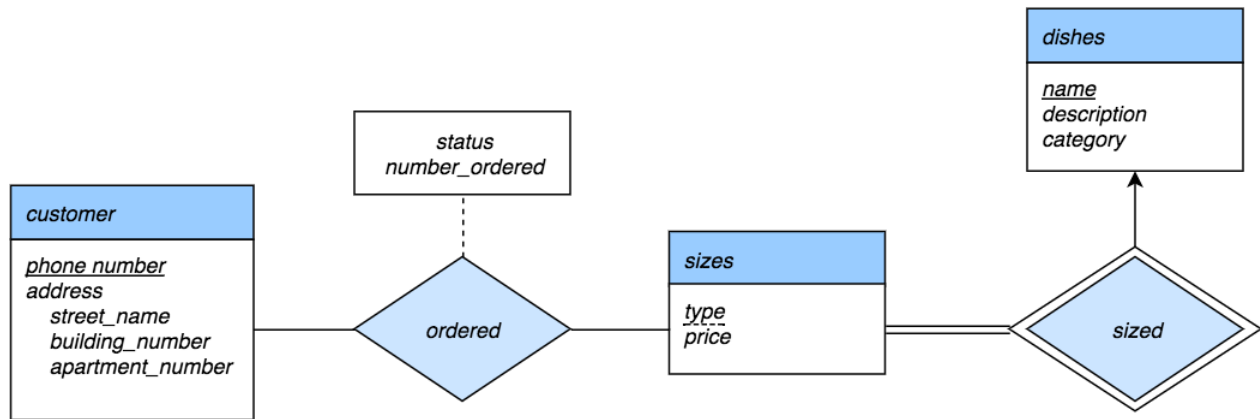 customer
phone number
address
street_name
building_number
apartment_number
status
number_ordered
ordered
sizes
type
price
dishes
name
description
category
sized